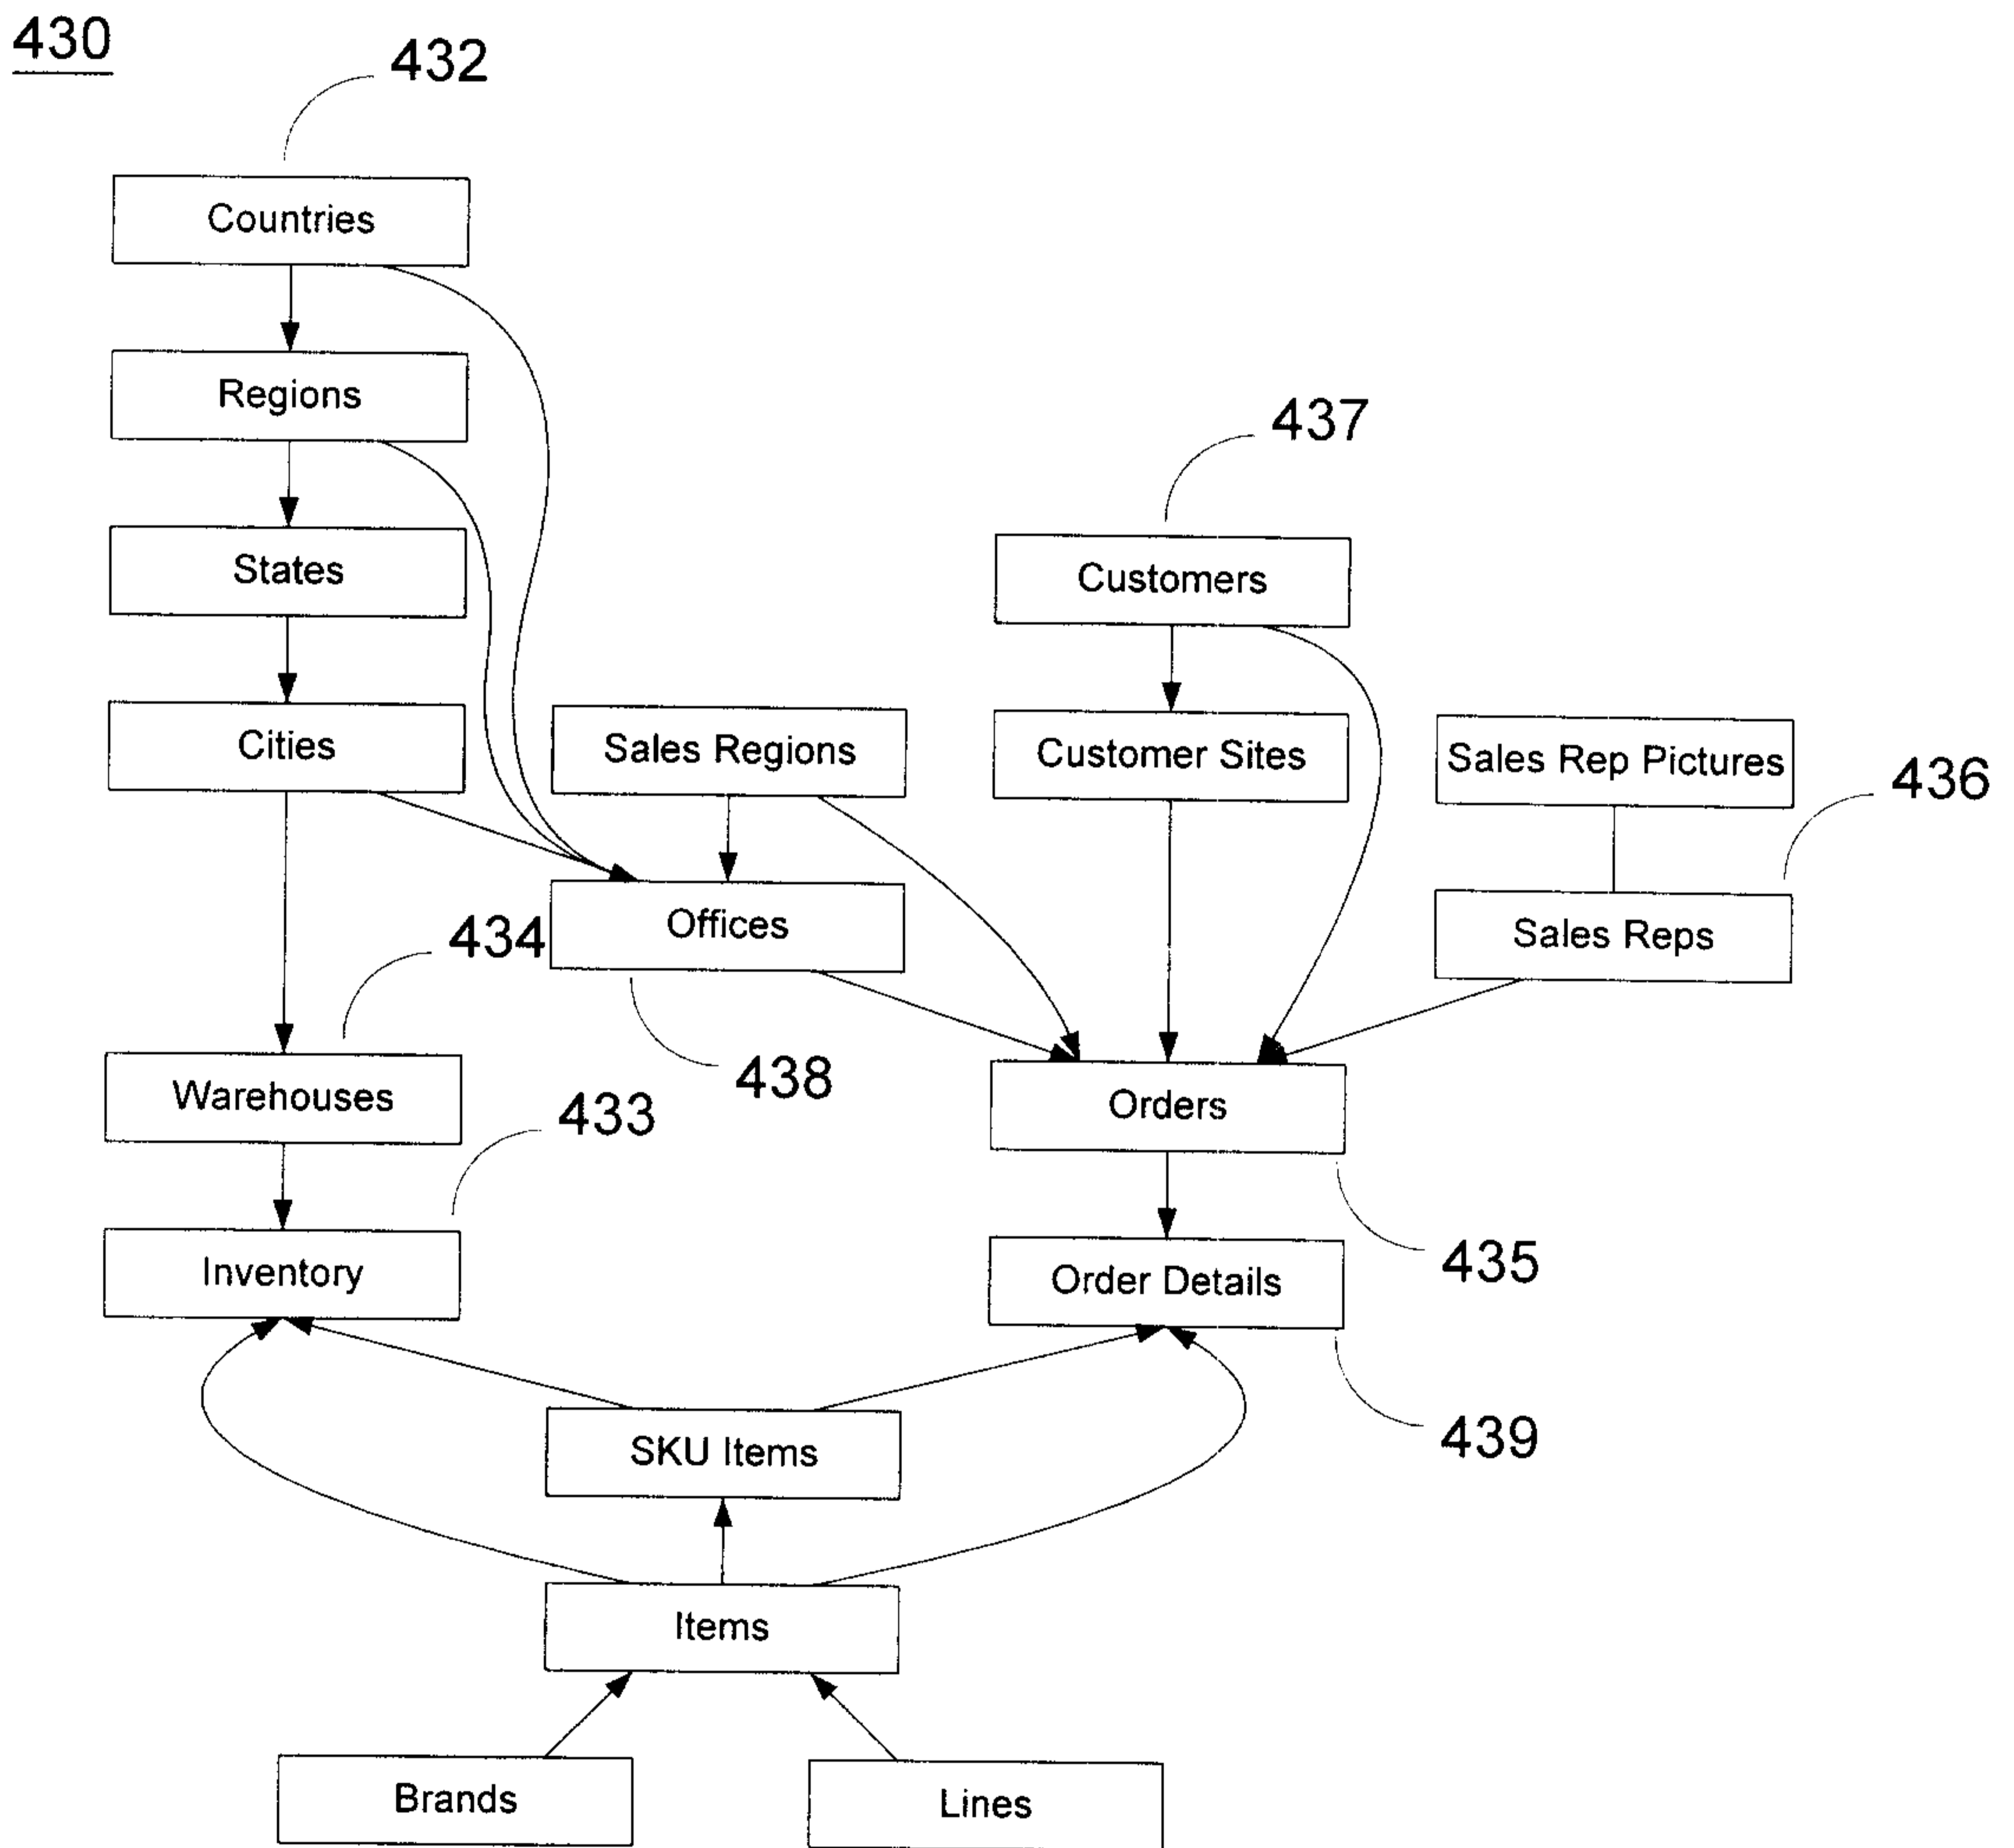 430
432
Countries
Regions
437
States
Customers
Cities
Sales Regions
Customer Sites
Sales Rep Pictures
436
434
Offices
Sales Reps
438
Warehouses
433
Orders
Inventory
435
Order Details
439
SKU Items
Items
Brands
Lines